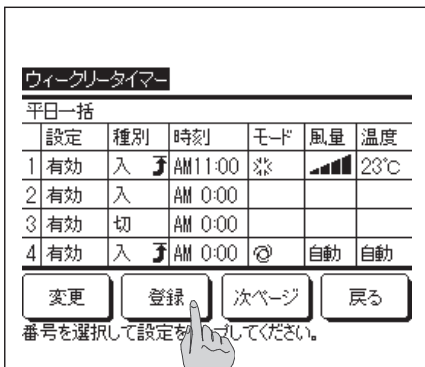 ウィークリータイマー
平日一括
設定 種別 時刻 モード 風量 温度
1 有効 入 AM11:00 23℃
2 有効 入 AM 0:00
3 有効 切 AM 0:00
4 有効 入 AM 0:00 自動 自動
変更 登録 次ページ 戻る
番号を選択して設定を プしてください。